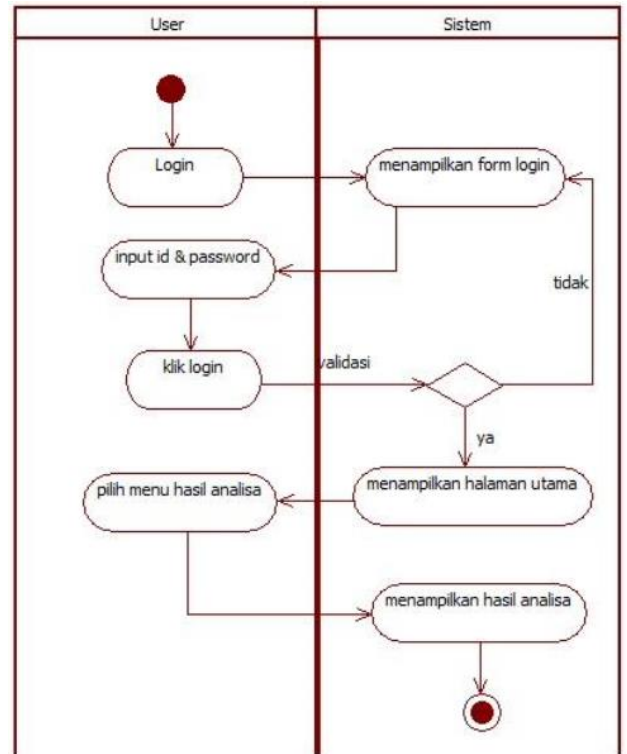 User
Sistem
Login
menampilkan form login
input id & password
tidak
klik login
validasi
ya
pilih menu hasil analisa
menampilkan halaman utama
menampilkan hasil analisa